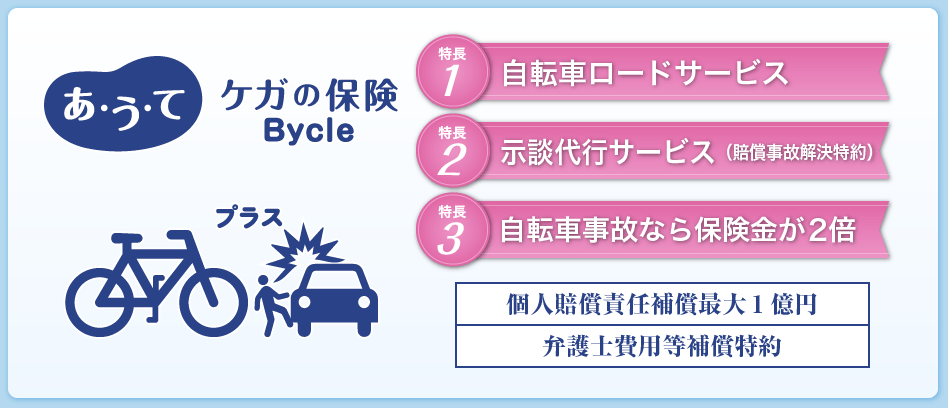 あ・う・て
ケガの保険
Bycle
プラス
特長
1
自転車ロードサービス
特長
2
示談代行サービス（賠償事故解決特約）
特長
3
自転車事故なら保険金が2倍
個人賠償責任補償最大1億円
弁護士費用等補償特約